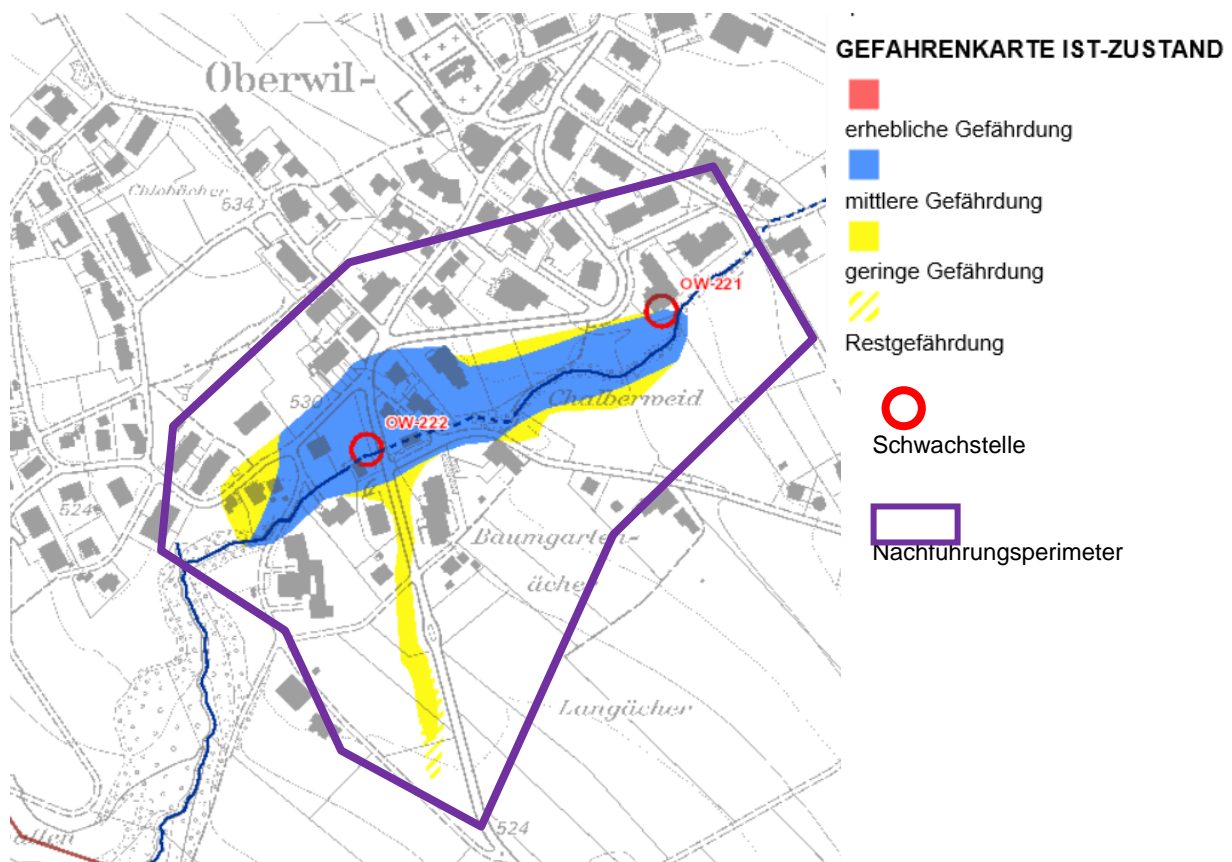 Oberwil-
Chlobächer
534
OW-221
530
Chalberweid
OW-222
524
Baumgarten-
ächer
Langächer
524
GEFAHRENKARTE IST-ZUSTAND
erhebliche Gefährdung
mittlere Gefährdung
geringe Gefährdung
Restgefährdung
Schwachstelle
Nachführungsperimeter